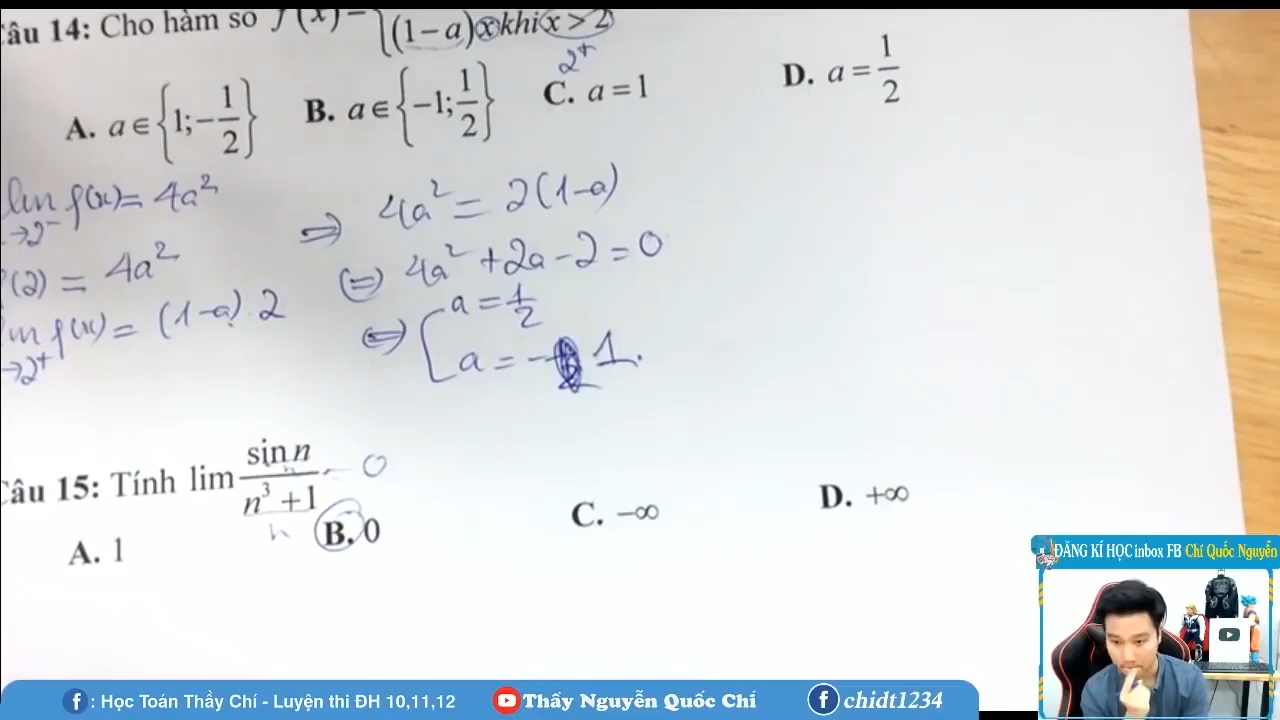 Câu 14: Cho hàm số f(x) = {(1−a)x khi x > 2
2⁺
A. a ∈ {1; −1/2} B. a ∈ {−1; 1/2} C. a = 1 D. a = 1/2
lim f(x) = 4a² ⇒ 4a² = 2(1−a)
→2⁻
(2) = 4a² (=) 4a² + 2a − 2 = 0
f(x) = (1−a).2 ⇔ [a = 1/2
→2⁺ a = − 1.
Câu 15: Tính lim sin n / (n³ + 1) 0
A. 1 B. 0 C. −∞ D. +∞
ĐĂNG KÍ HỌC inbox FB Chí Quốc Nguyễn
f : Học Toán Thầy Chí - Luyện thi ĐH 10,11,12 Thầy Nguyễn Quốc Chí f chidt1234